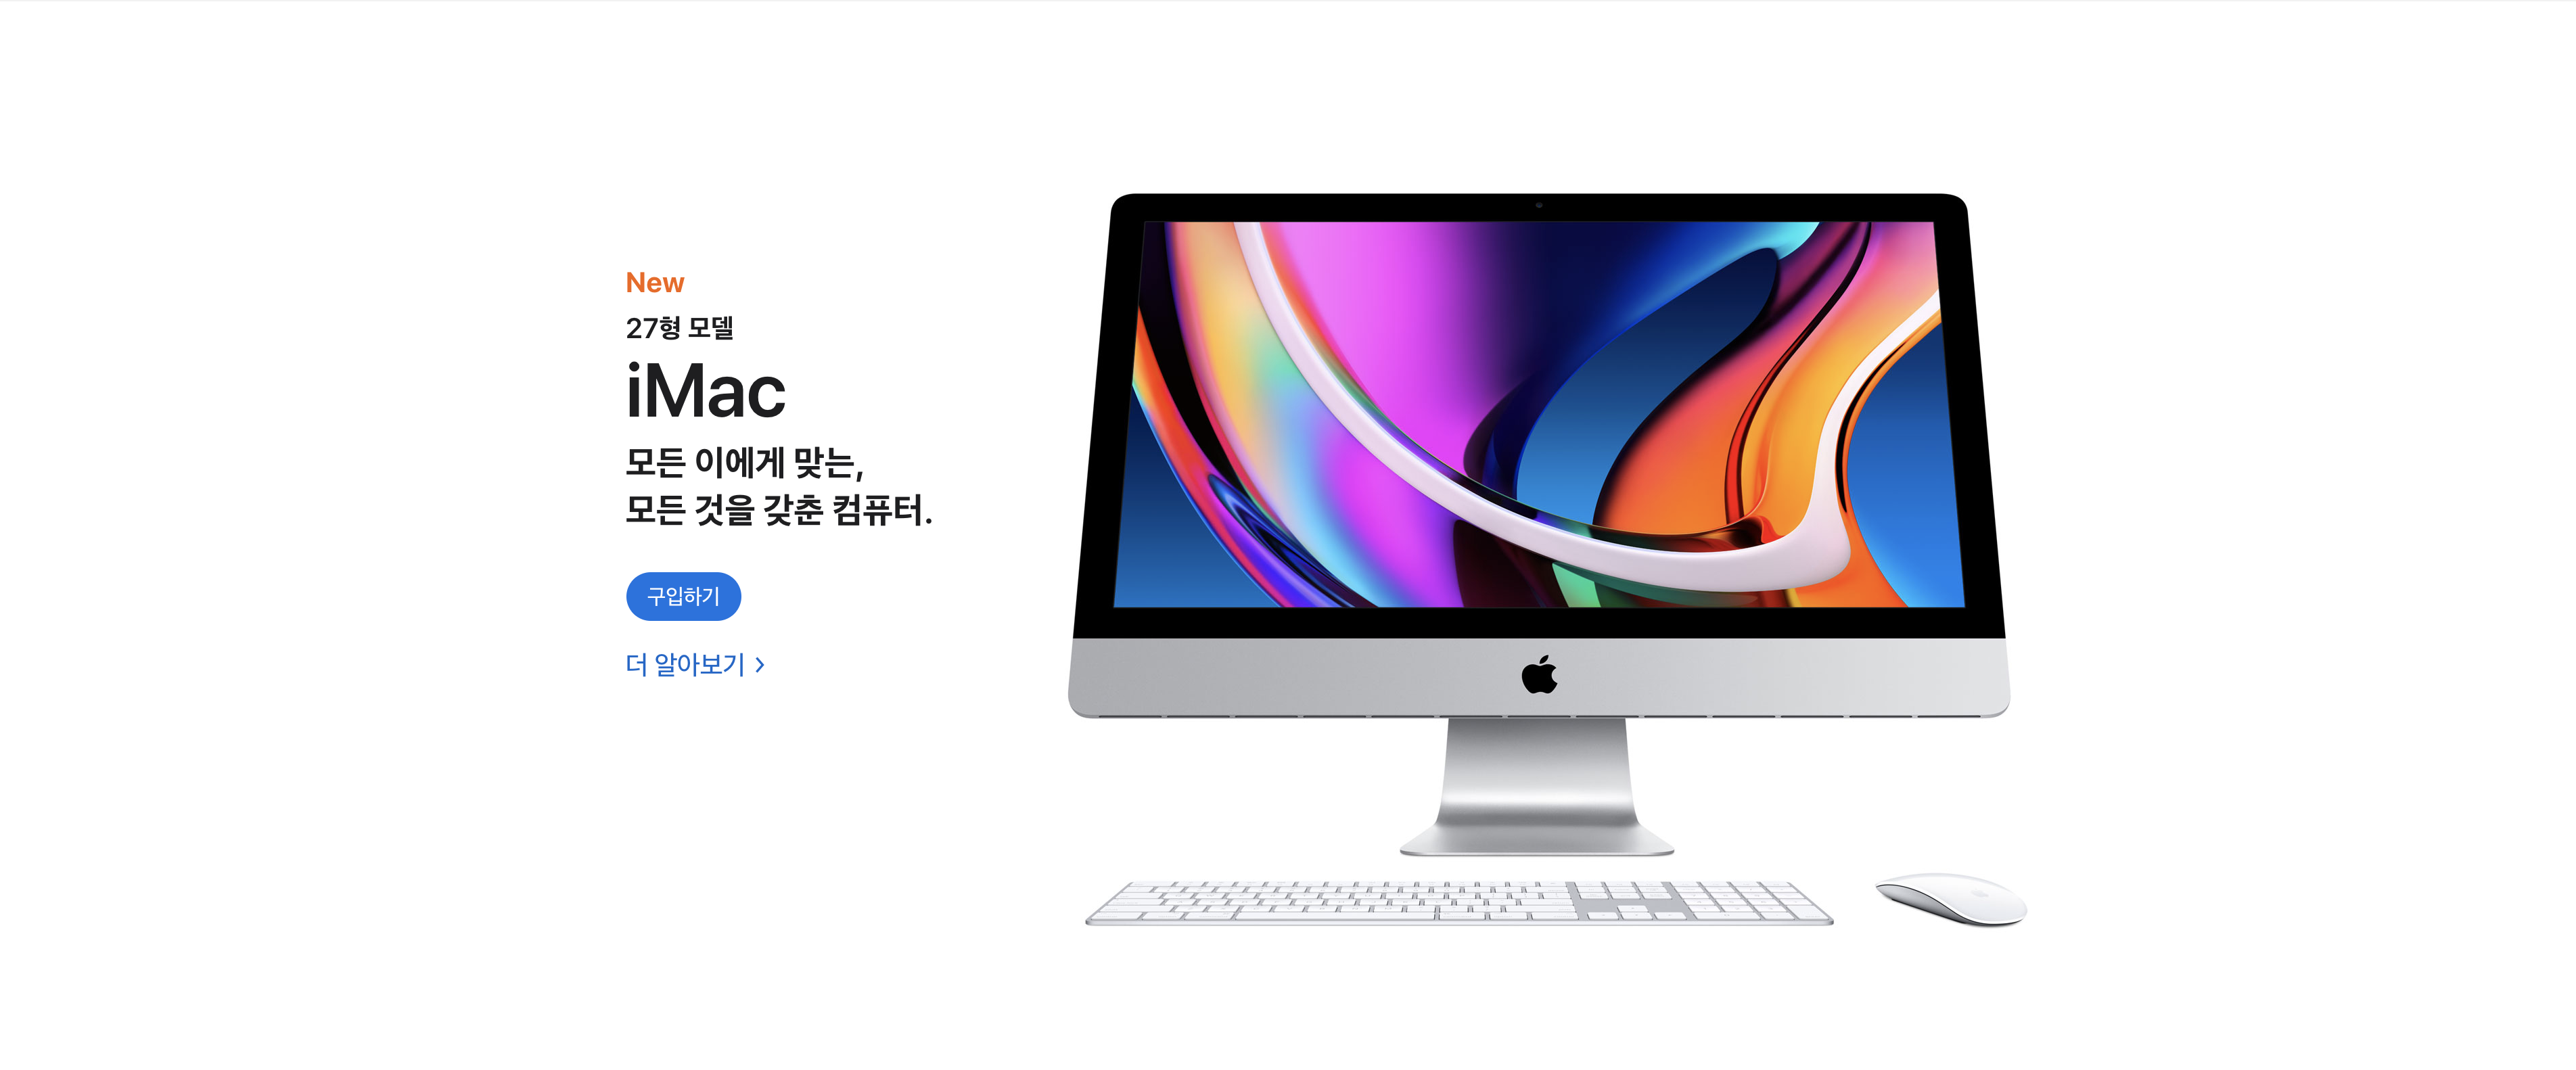 New
27형 모델
iMac
모든 이에게 맞는,
모든 것을 갖춘 컴퓨터.
구입하기
더 알아보기 >